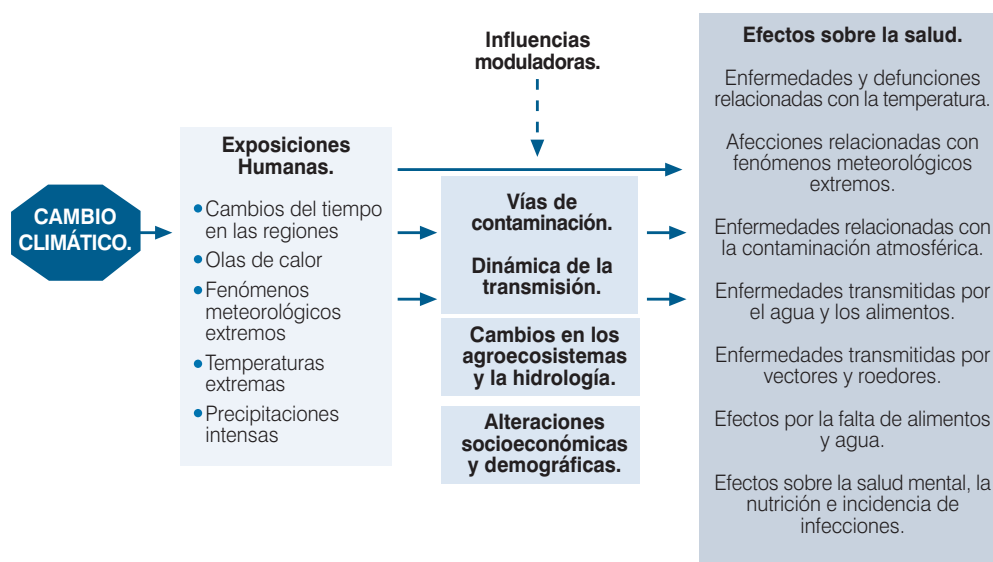 CAMBIO
CLIMÁTICO.
Exposiciones
Humanas.
• Cambios del tiempo
en las regiones
• Olas de calor
• Fenómenos
meteorológicos
extremos
• Temperaturas
extremas
• Precipitaciones
intensas
Influencias
moduladoras.
Vías de
contaminación.
Dinámica de la
transmisión.
Cambios en los
agroecosistemas
y la hidrología.
Alteraciones
socioeconómicas
y demográficas.
Efectos sobre la salud.
Enfermedades y defunciones
relacionadas con la temperatura.
Afecciones relacionadas con
fenómenos meteorológicos
extremos.
Enfermedades relacionadas con
la contaminación atmosférica.
Enfermedades transmitidas por
el agua y los alimentos.
Enfermedades transmitidas por
vectores y roedores.
Efectos por la falta de alimentos
y agua.
Efectos sobre la salud mental, la
nutrición e incidencia de
infecciones.